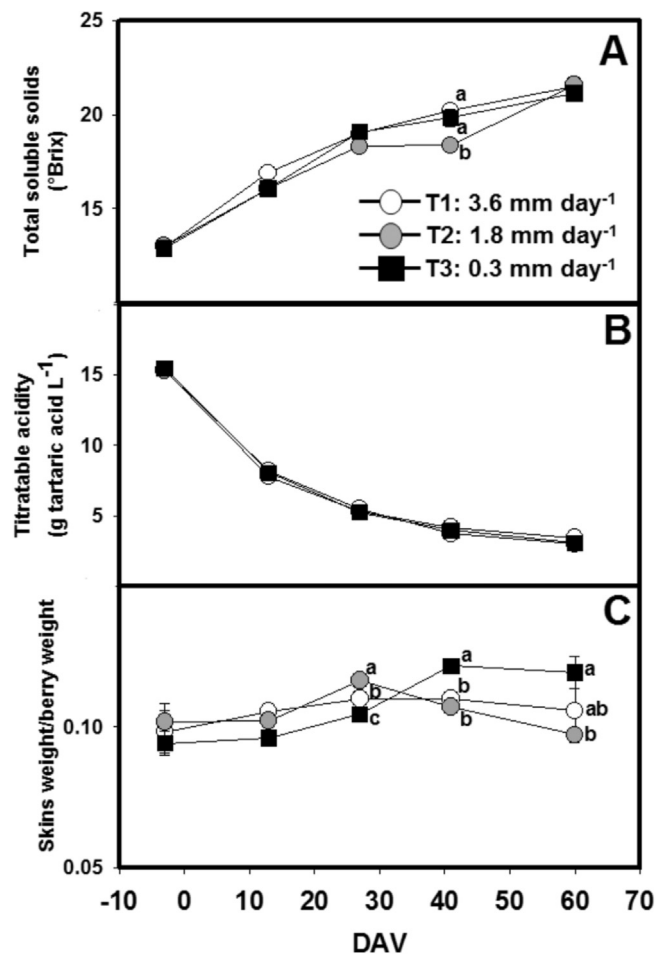 25
A
20
a
a
b
15
T1: 3.6 mm day-1
T2: 1.8 mm day-1
T3: 0.3 mm day-1
Total soluble solids
(°Brix)
B
15
10
5
Titratable acidity
(g tartaric acid L-1)
C
a
b
c
a
b
b
a
ab
b
0.10
0.05
Skins weight/berry weight
-10 0 10 20 30 40 50 60 70
DAV